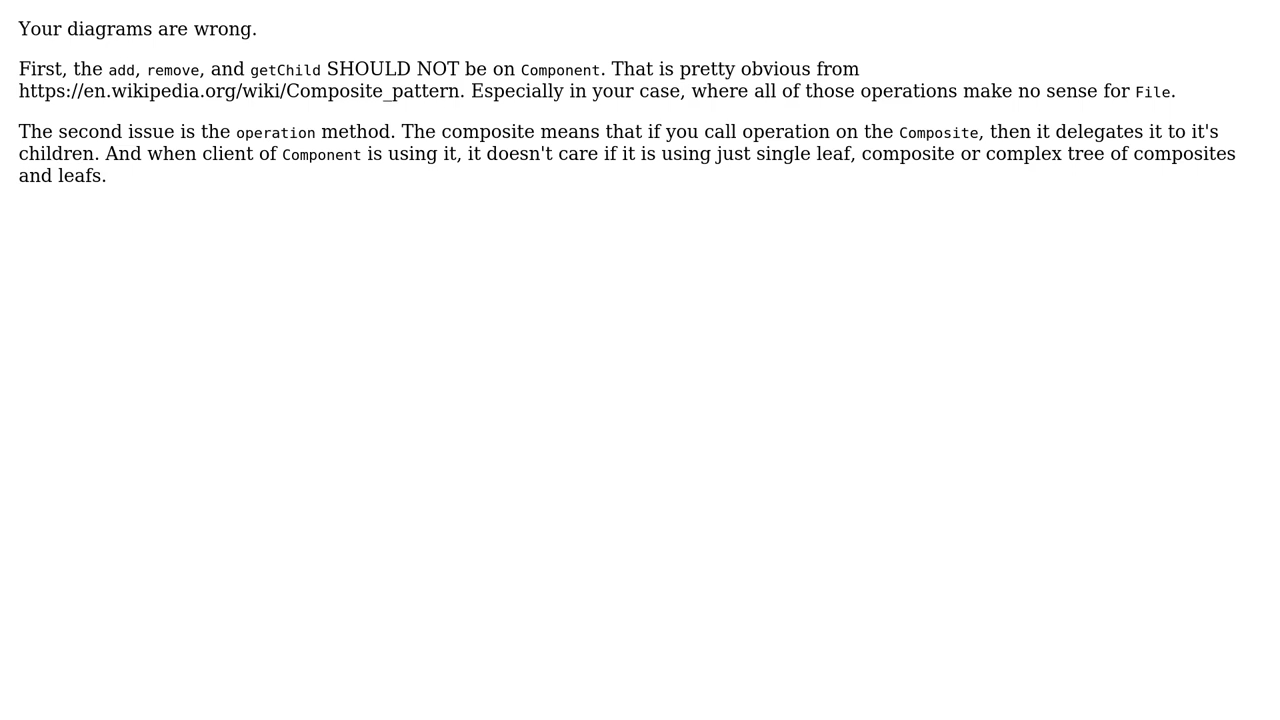 Your diagrams are wrong.
First, the add, remove, and getChild SHOULD NOT be on Component. That is pretty obvious from
https://en.wikipedia.org/wiki/Composite_pattern. Especially in your case, where all of those operations make no sense for File.
The second issue is the operation method. The composite means that if you call operation on the Composite, then it delegates it to it's
children. And when client of Component is using it, it doesn't care if it is using just single leaf, composite or complex tree of composites
and leafs.